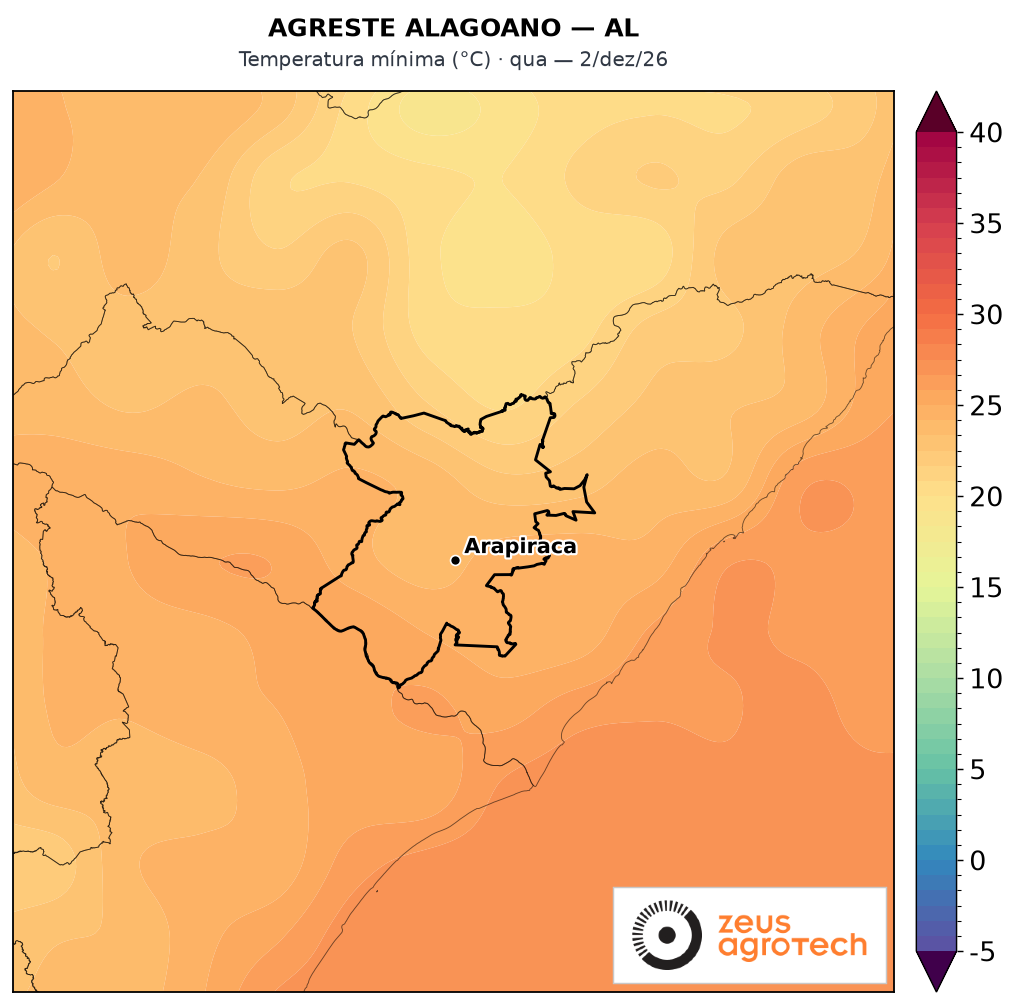 AGRESTE ALAGOANO — AL
Temperatura mínima (°C) · qua — 2/dez/26
40
35
30
25
20
15
10
5
0
-5
Arapiraca
zeus
agrotech